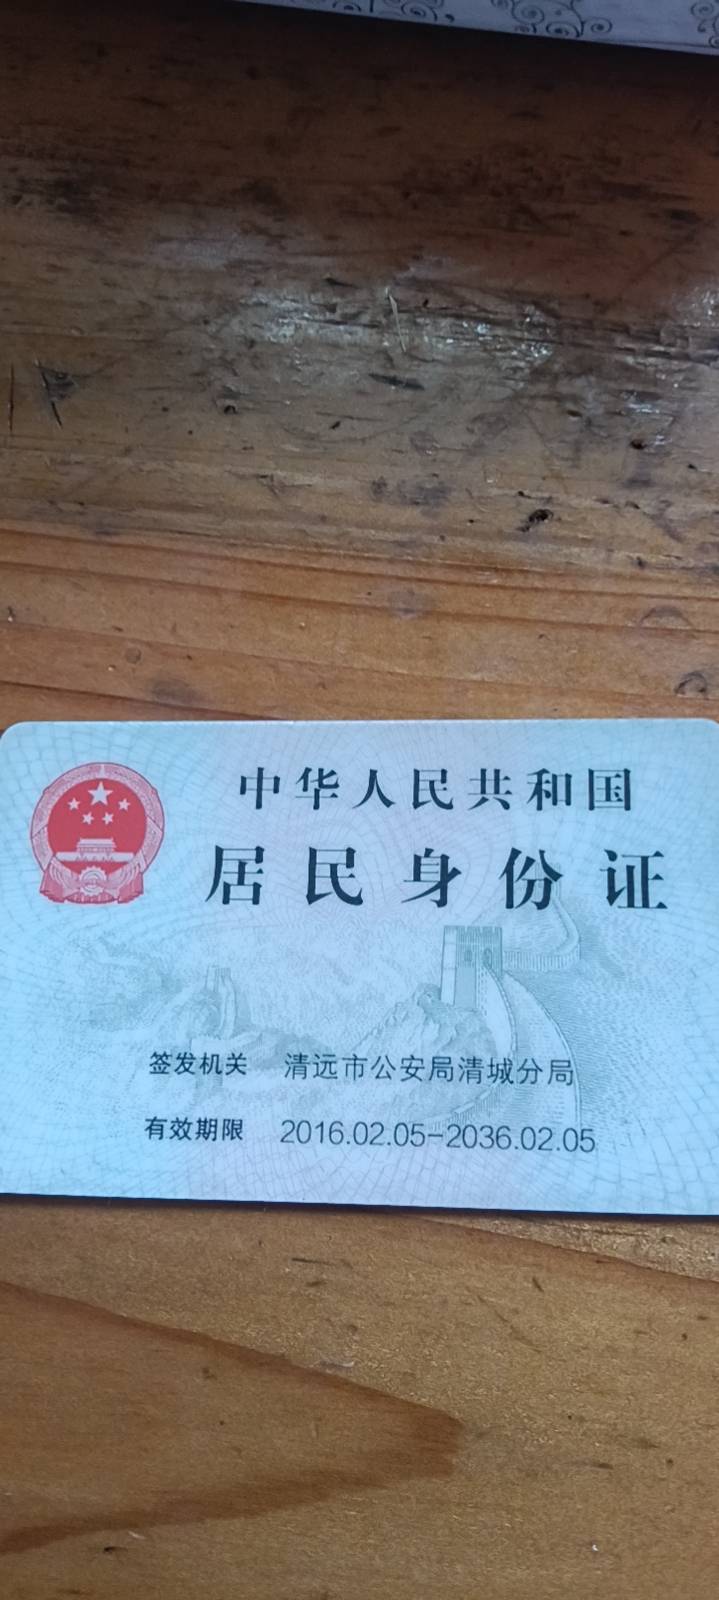 中华人民共和国
居民身份证
签发机关 清远市公安局清城分局
有效期限 2016.02.05-2036.02.05